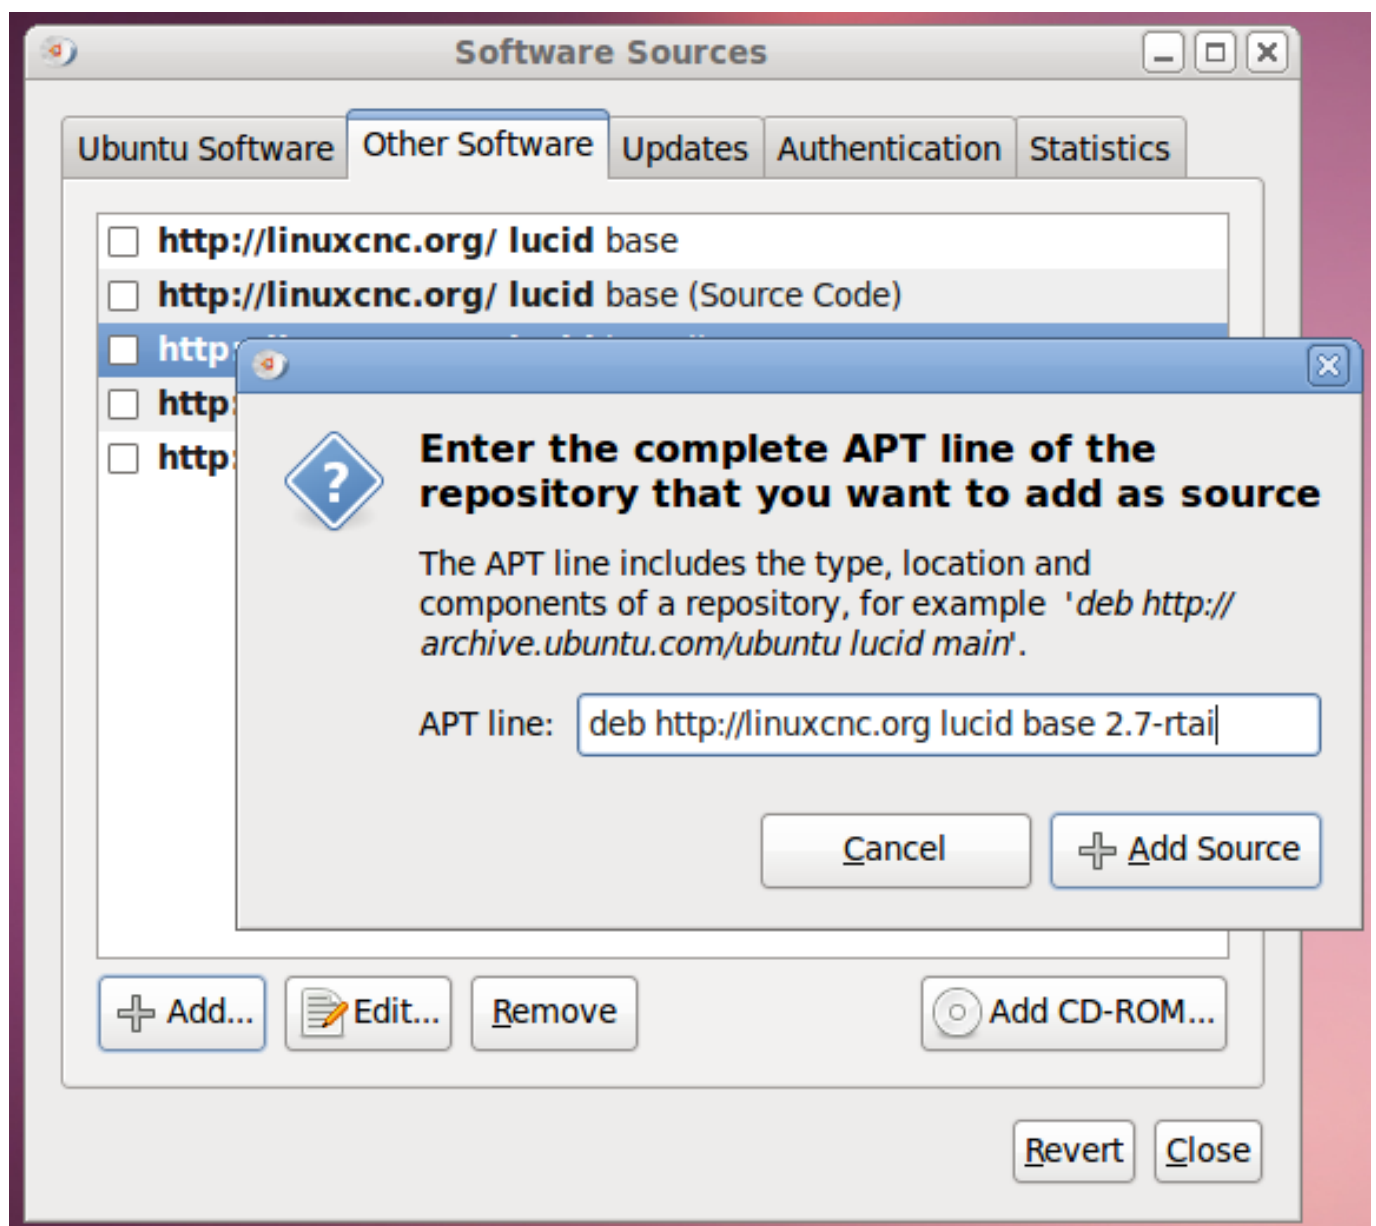 Software Sources
Ubuntu Software Other Software Updates Authentication Statistics
http://linuxcnc.org/ lucid base
http://linuxcnc.org/ lucid base (Source Code)
http:
http:
http:
?
Enter the complete APT line of the
repository that you want to add as source
The APT line includes the type, location and
components of a repository, for example 'deb http://
archive.ubuntu.com/ubuntu lucid main'.
APT line: deb http://linuxcnc.org lucid base 2.7-rtai
Cancel Add Source
Add... Edit... Remove Add CD-ROM...
Revert Close